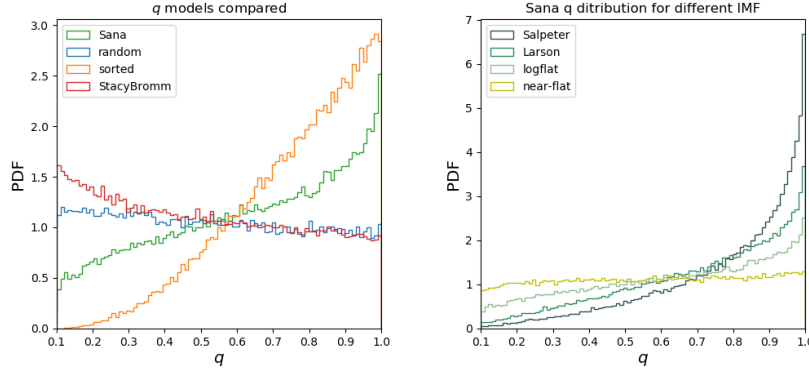 q models compared
Sana
random
sorted
StacyBromm
PDF
3.0
2.5
2.0
1.5
1.0
0.5
0.0
0.1 0.2 0.3 0.4 0.5 0.6 0.7 0.8 0.9 1.0
q
Sana q ditribution for different IMF
Salpeter
Larson
logflat
near-flat
PDF
7
6
5
4
3
2
1
0
0.1 0.2 0.3 0.4 0.5 0.6 0.7 0.8 0.9 1.0
q